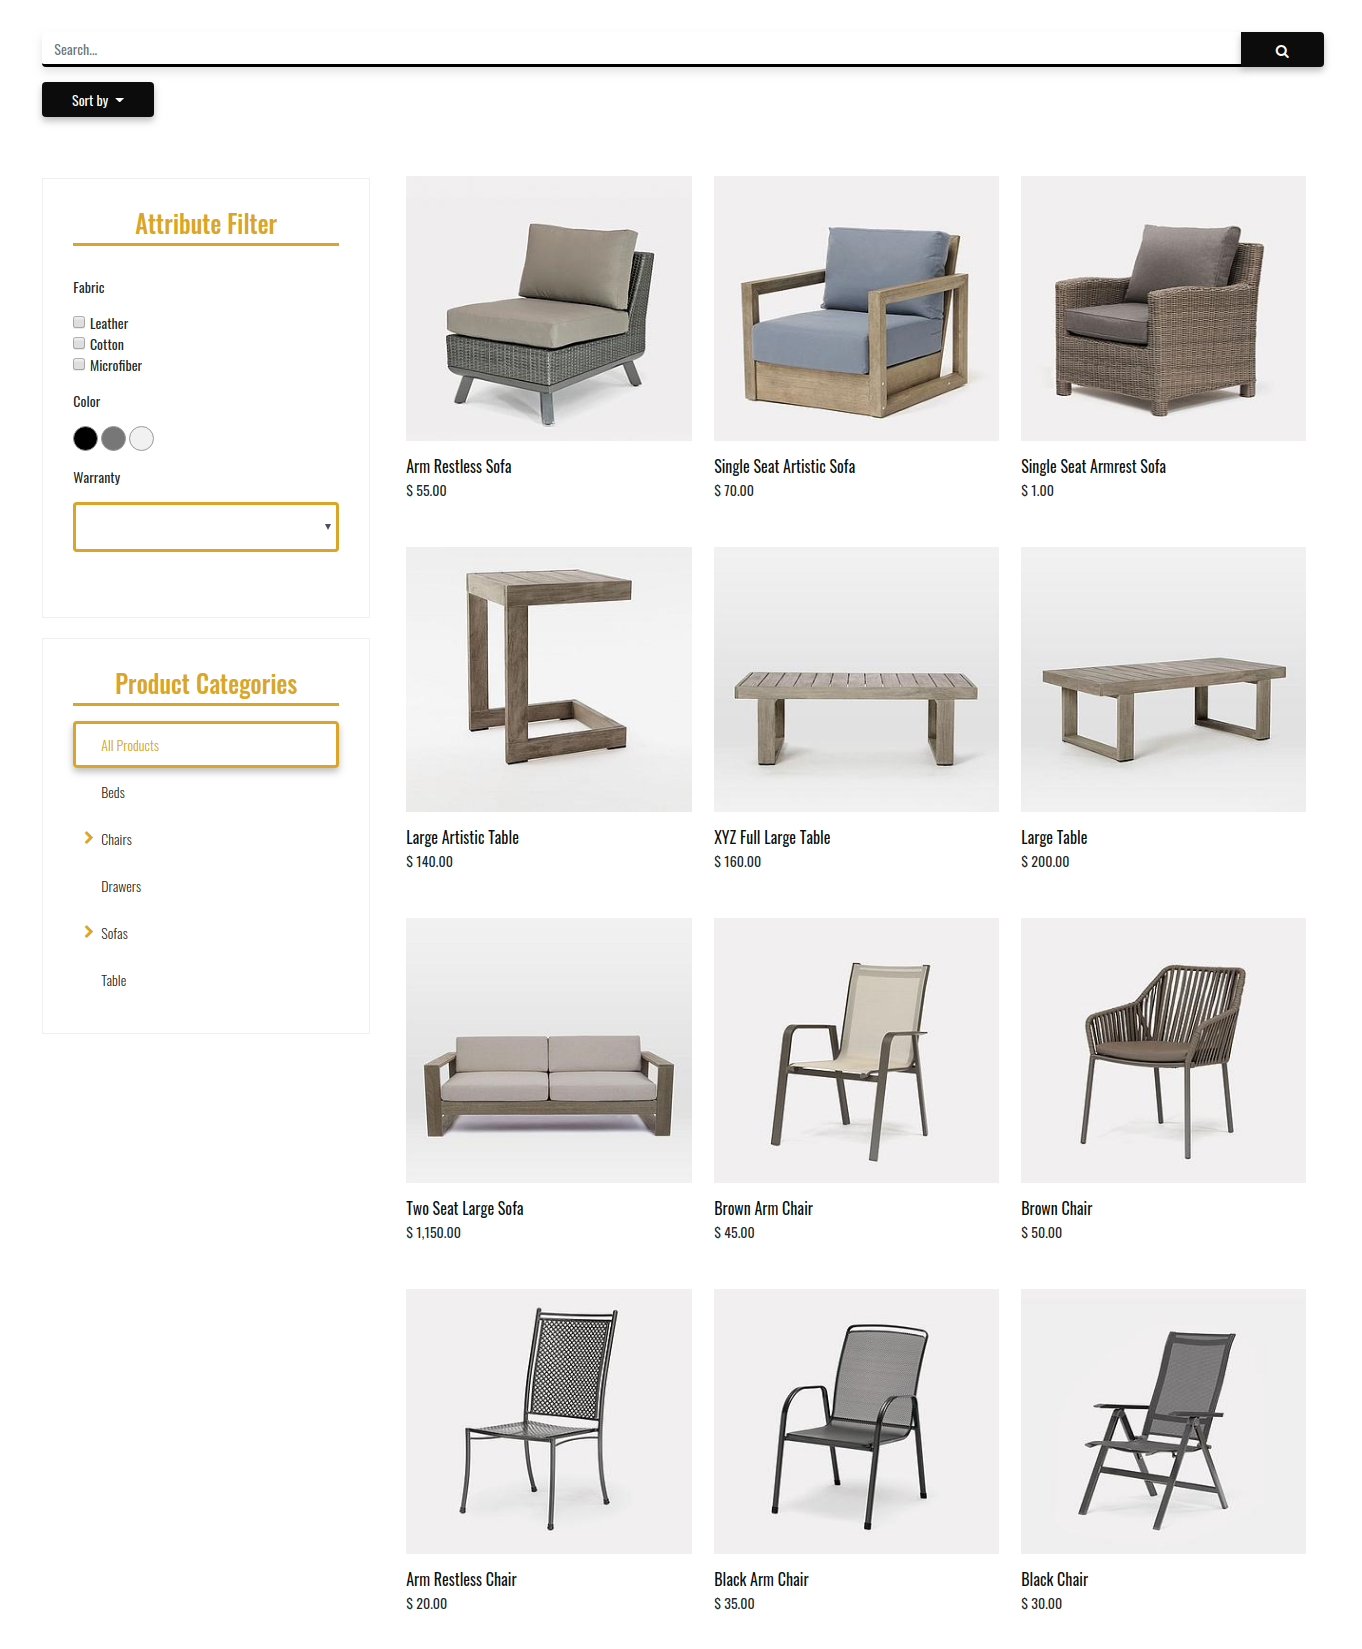 Search...
Sort by
Attribute Filter
Fabric
Leather
Cotton
Microfiber
Color
Warranty
Product Categories
All Products
Beds
Chairs
Drawers
Sofas
Table
Arm Restless Sofa
$ 55.00
Single Seat Artistic Sofa
$ 70.00
Single Seat Armrest Sofa
$ 1.00
Large Artistic Table
$ 140.00
XYZ Full Large Table
$ 160.00
Large Table
$ 200.00
Two Seat Large Sofa
$ 1,150.00
Brown Arm Chair
$ 45.00
Brown Chair
$ 50.00
Arm Restless Chair
$ 20.00
Black Arm Chair
$ 35.00
Black Chair
$ 30.00